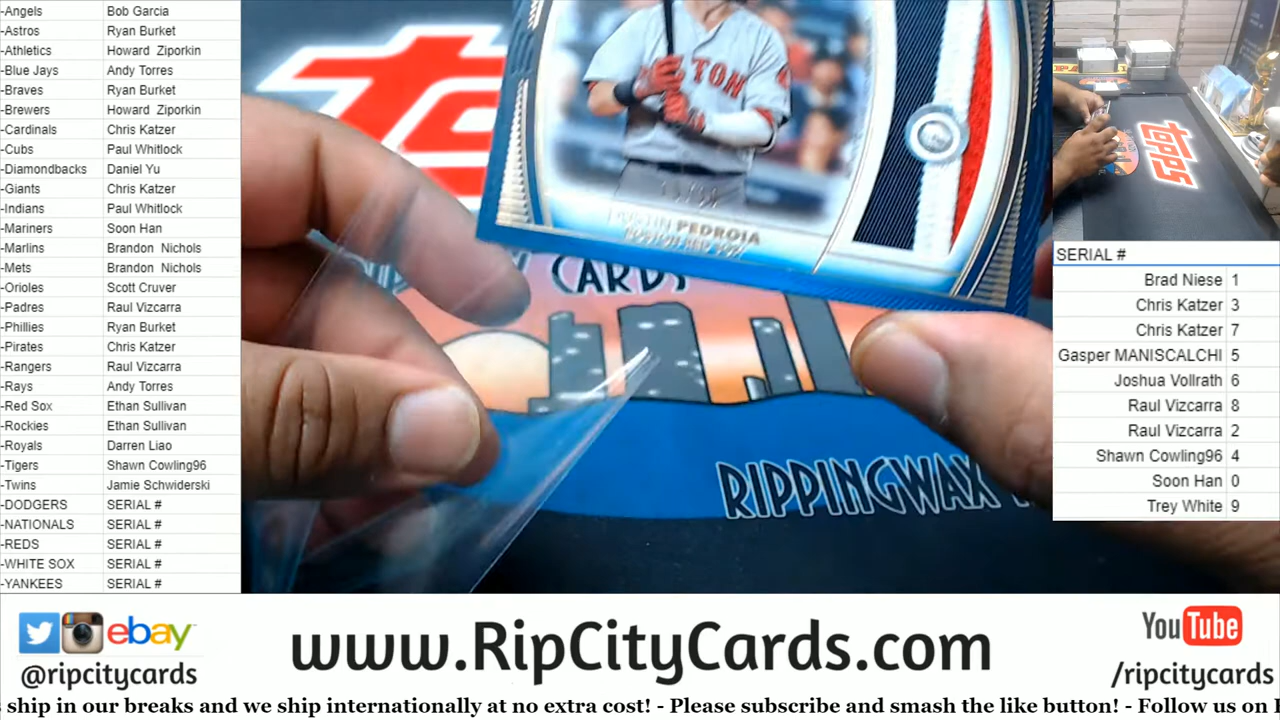 -Angels Bob Garcia
-Astros Ryan Burket
-Athletics Howard Ziporkin
-Blue Jays Andy Torres
-Braves Ryan Burket
-Brewers Howard Ziporkin
-Cardinals Chris Katzer
-Cubs Paul Whitlock
-Diamondbacks Daniel Yu
-Giants Chris Katzer
-Indians Paul Whitlock
-Mariners Soon Han
-Marlins Brandon Nichols
-Mets Brandon Nichols
-Orioles Scott Cruver
-Padres Raul Vizcarra
-Phillies Ryan Burket
-Pirates Chris Katzer
-Rangers Raul Vizcarra
-Rays Andy Torres
-Red Sox Ethan Sullivan
-Rockies Ethan Sullivan
-Royals Darren Liao
-Tigers Shawn Cowling96
-Twins Jamie Schwiderski
-DODGERS SERIAL #
-NATIONALS SERIAL #
-REDS SERIAL #
-WHITE SOX SERIAL #
-YANKEES SERIAL #
PEDROIA
CARDS
RIPPINGWAX
topps
SERIAL #
Brad Niese 1
Chris Katzer 3
Chris Katzer 7
Gasper MANISCALCHI 5
Joshua Vollrath 6
Raul Vizcarra 8
Raul Vizcarra 2
Shawn Cowling96 4
Soon Han 0
Trey White 9
ebay
@ripcitycards
www.RipCityCards.com
YouTube
/ripcitycards
ship in our breaks and we ship internationally at no extra cost! - Please subscribe and smash the like button! - Follow us on